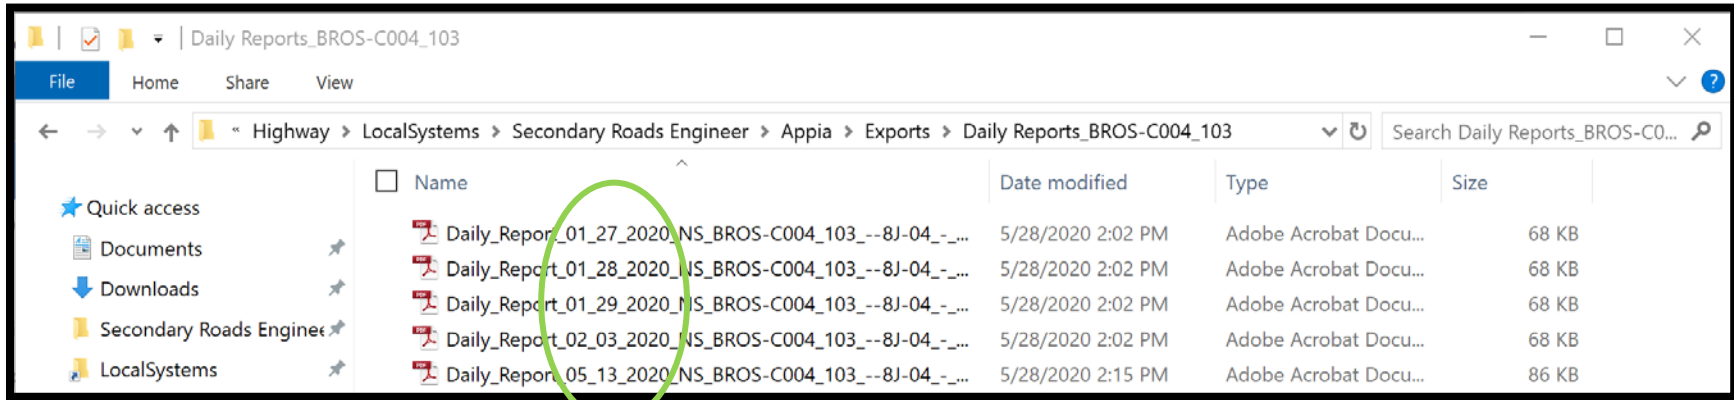 Daily Reports_BROS-C004_103
File Home Share View
« Highway > LocalSystems > Secondary Roads Engineer > Appia > Exports > Daily Reports_BROS-C004_103 Search Daily Reports_BROS-C0...
Name Date modified Type Size
Quick access
Daily_Report_01_27_2020_NS_BROS-C004_103_--8J-04_-_... 5/28/2020 2:02 PM Adobe Acrobat Docu... 68 KB
Documents
Daily_Report_01_28_2020_NS_BROS-C004_103_--8J-04_-_... 5/28/2020 2:02 PM Adobe Acrobat Docu... 68 KB
Downloads
Daily_Report_01_29_2020_NS_BROS-C004_103_--8J-04_-_... 5/28/2020 2:02 PM Adobe Acrobat Docu... 68 KB
Secondary Roads Enginee
Daily_Report_02_03_2020_NS_BROS-C004_103_--8J-04_-_... 5/28/2020 2:02 PM Adobe Acrobat Docu... 68 KB
LocalSystems
Daily_Report_05_13_2020_NS_BROS-C004_103_--8J-04_-_... 5/28/2020 2:15 PM Adobe Acrobat Docu... 86 KB